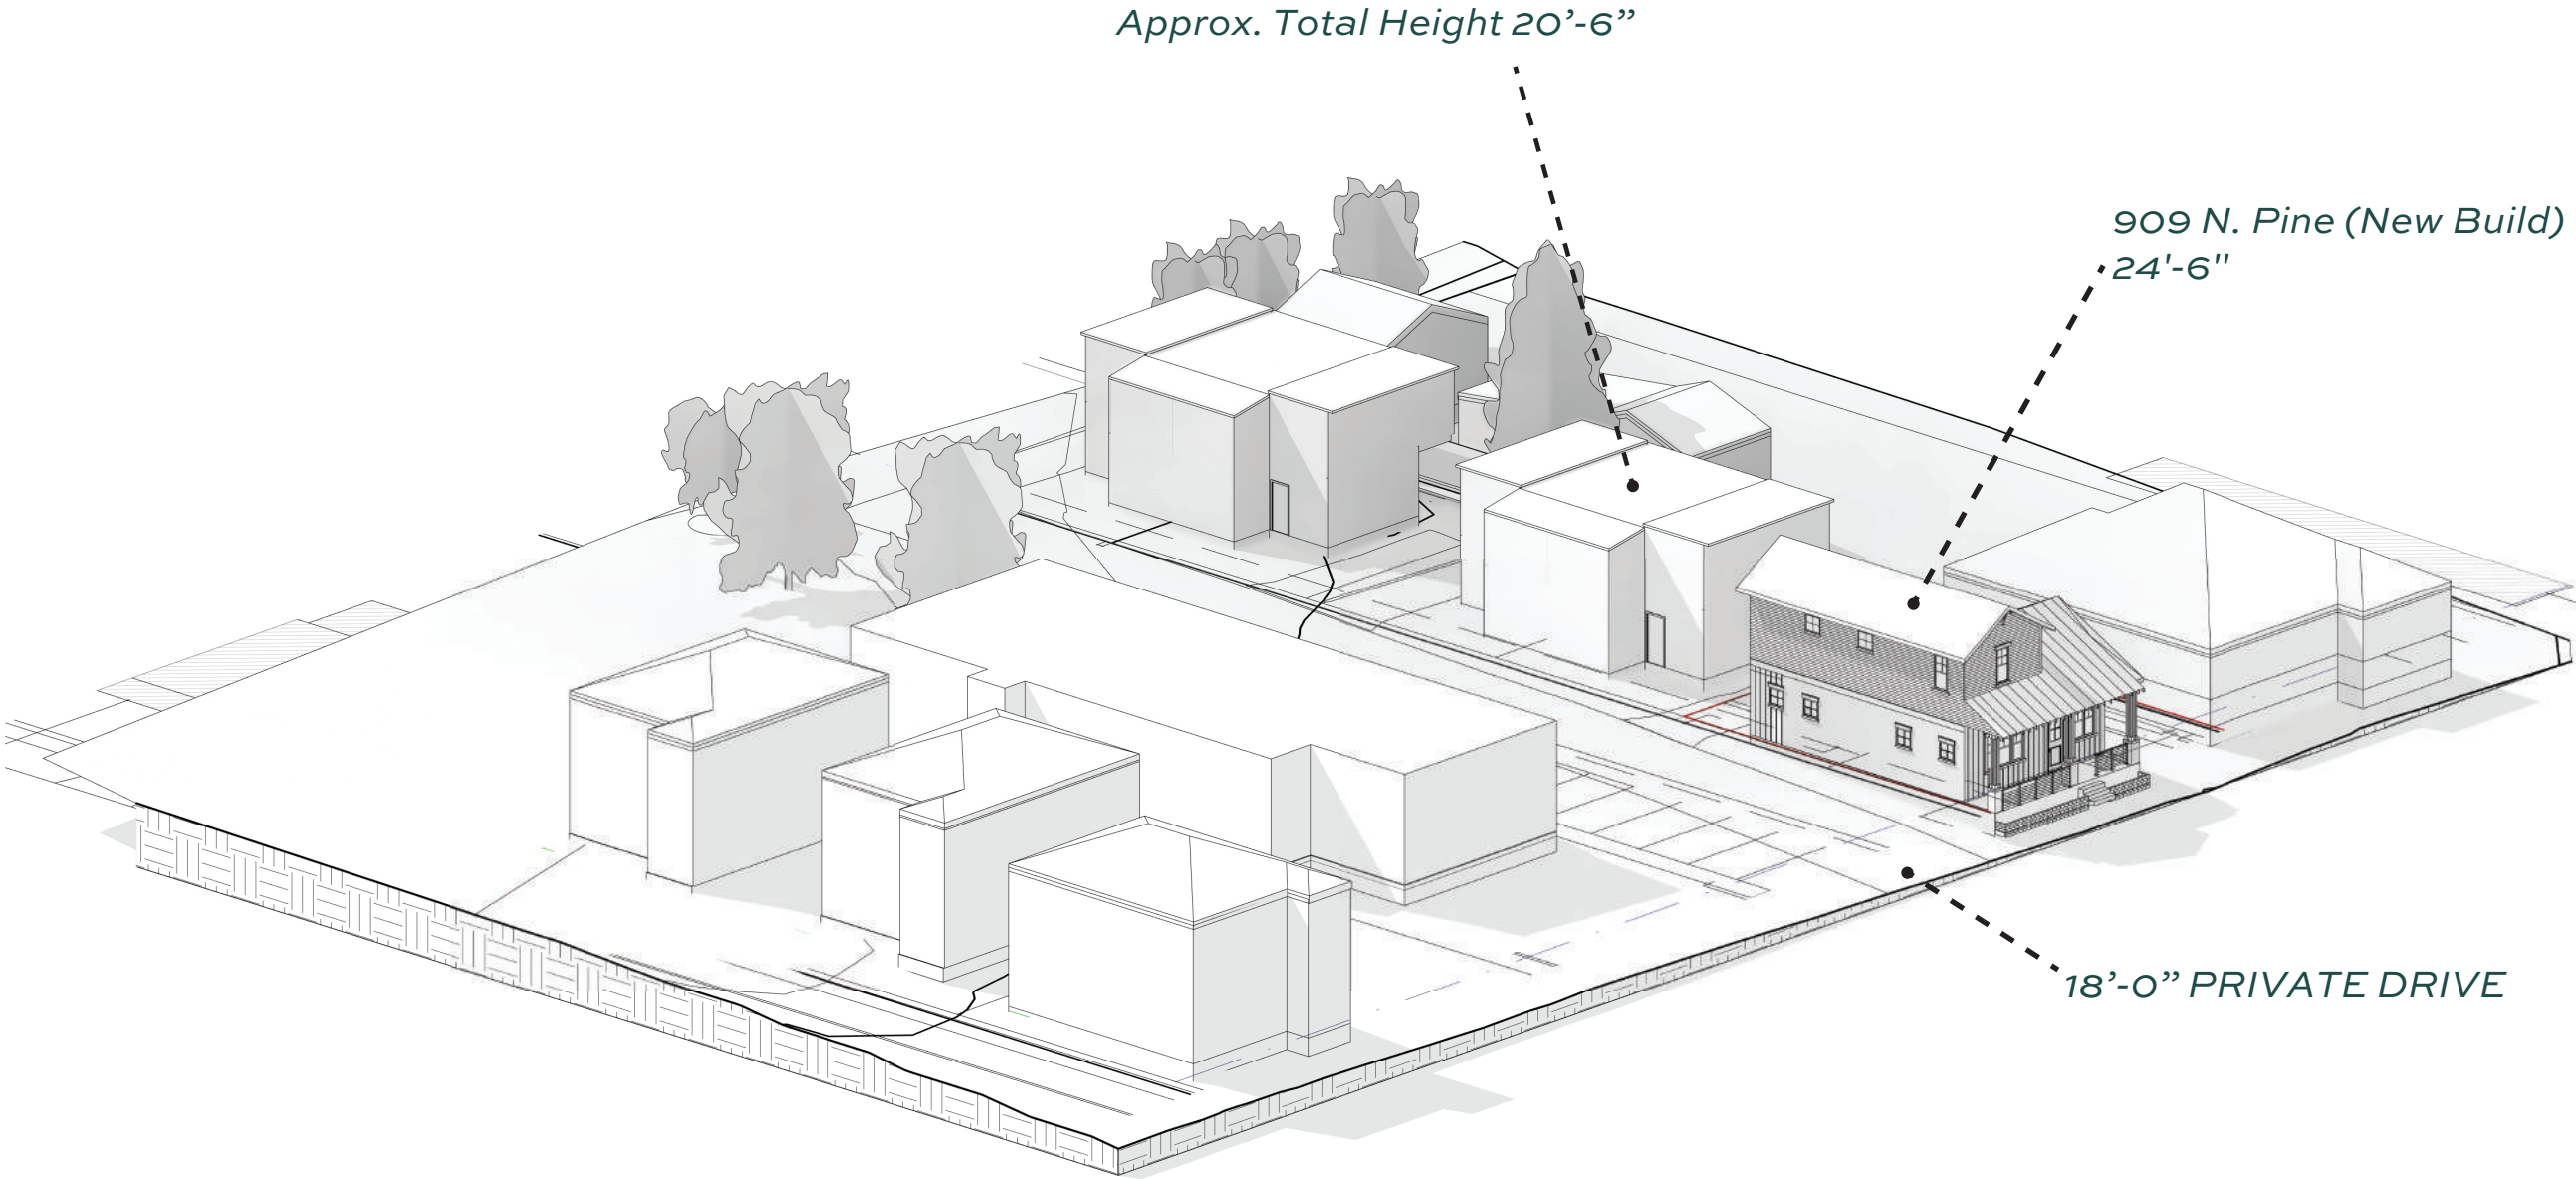 Approx. Total Height 20’-6”
909 N. Pine (New Build)
24'-6"
18’-0” PRIVATE DRIVE